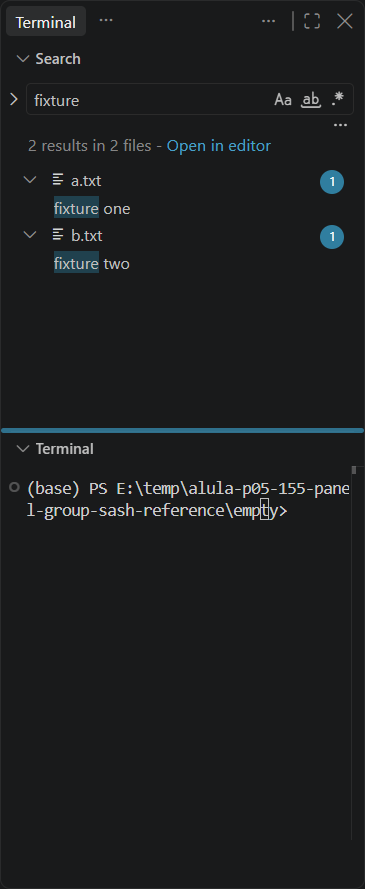 Terminal ··· ···
Search
fixture Aa ab .*
···
2 results in 2 files - Open in editor
a.txt 1
fixture one
b.txt 1
fixture two
Terminal
(base) PS E:\temp\alula-p05-155-pane
l-group-sash-reference\empty>